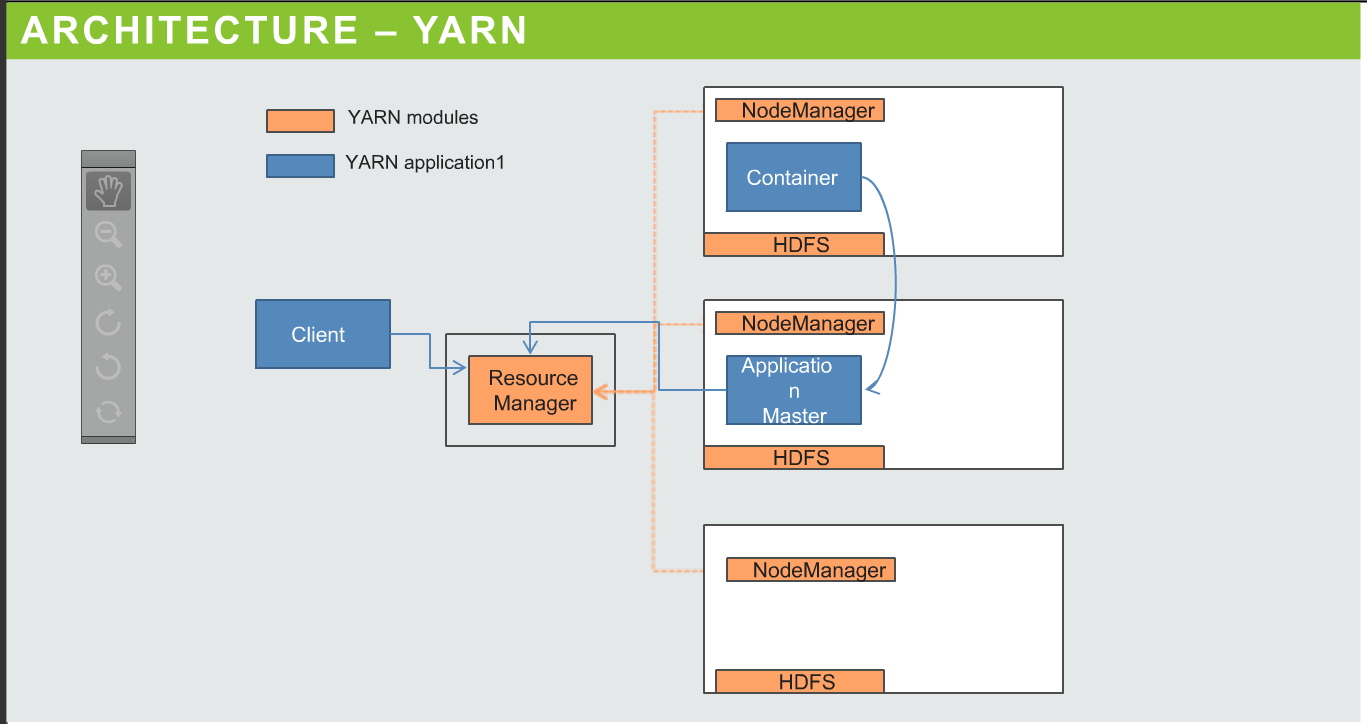 ARCHITECTURE – YARN
YARN modules
YARN application1
NodeManager
Container
HDFS
Client
Resource
Manager
NodeManager
Applicatio
n
Master
HDFS
NodeManager
HDFS